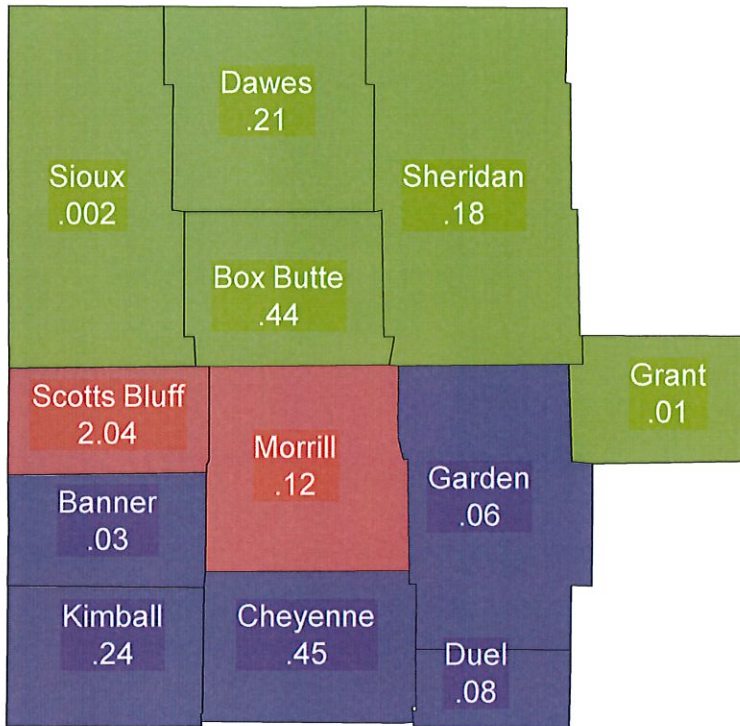 Dawes
.21
Sioux
.002
Sheridan
.18
Box Butte
.44
Grant
.01
Scotts Bluff
2.04
Morrill
.12
Garden
.06
Banner
.03
Kimball
.24
Cheyenne
.45
Duel
.08